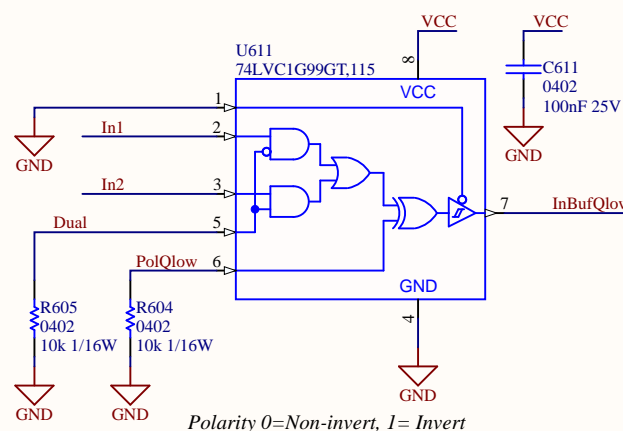 VCC
VCC
U611
74LVC1G99GT,115
8
VCC
C611
0402
100nF 25V
GND
1
GND
In1
2
In2
3
Dual
5
PolQlow
6
7
InBufQlow
GND
4
R605
0402
10k 1/16W
R604
0402
10k 1/16W
GND
GND
GND
Polarity 0=Non-invert, 1= Invert